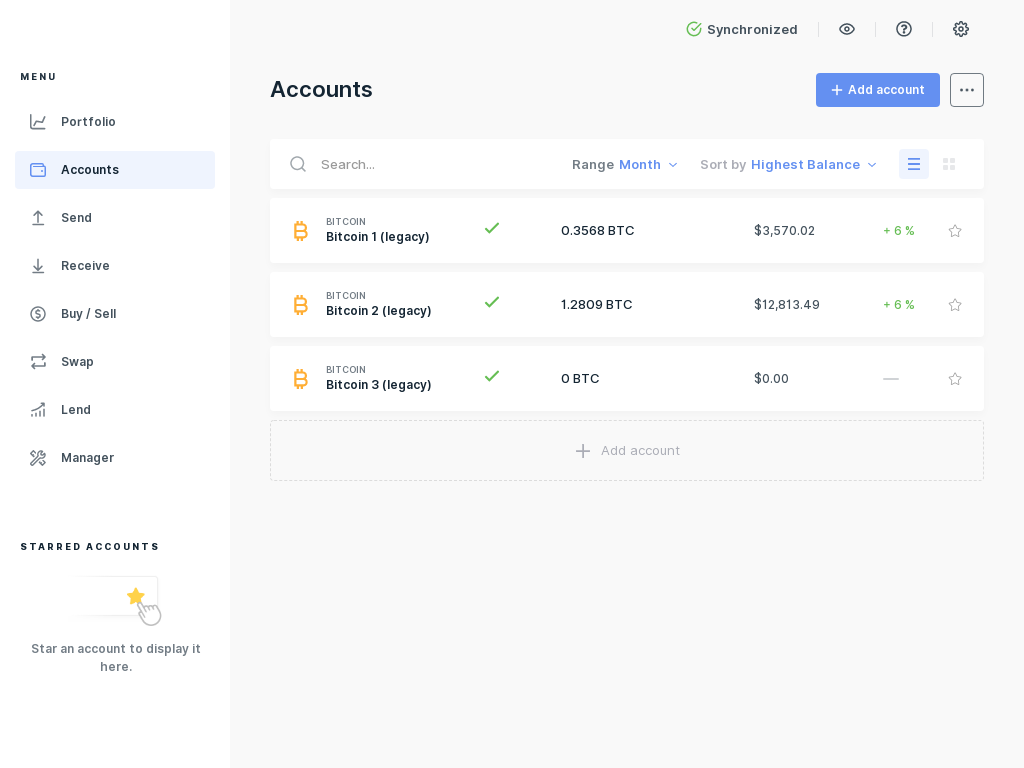 Synchronized
MENU
Portfolio
Accounts
Send
Receive
Buy / Sell
Swap
Lend
Manager
STARRED ACCOUNTS
Star an account to display it
here.
Accounts
Add account
Search...
Range Month
Sort by Highest Balance
BITCOIN
Bitcoin 1 (legacy)
0.3568 BTC
$3,570.02
+ 6 %
BITCOIN
Bitcoin 2 (legacy)
1.2809 BTC
$12,813.49
+ 6 %
BITCOIN
Bitcoin 3 (legacy)
0 BTC
$0.00
—
Add account